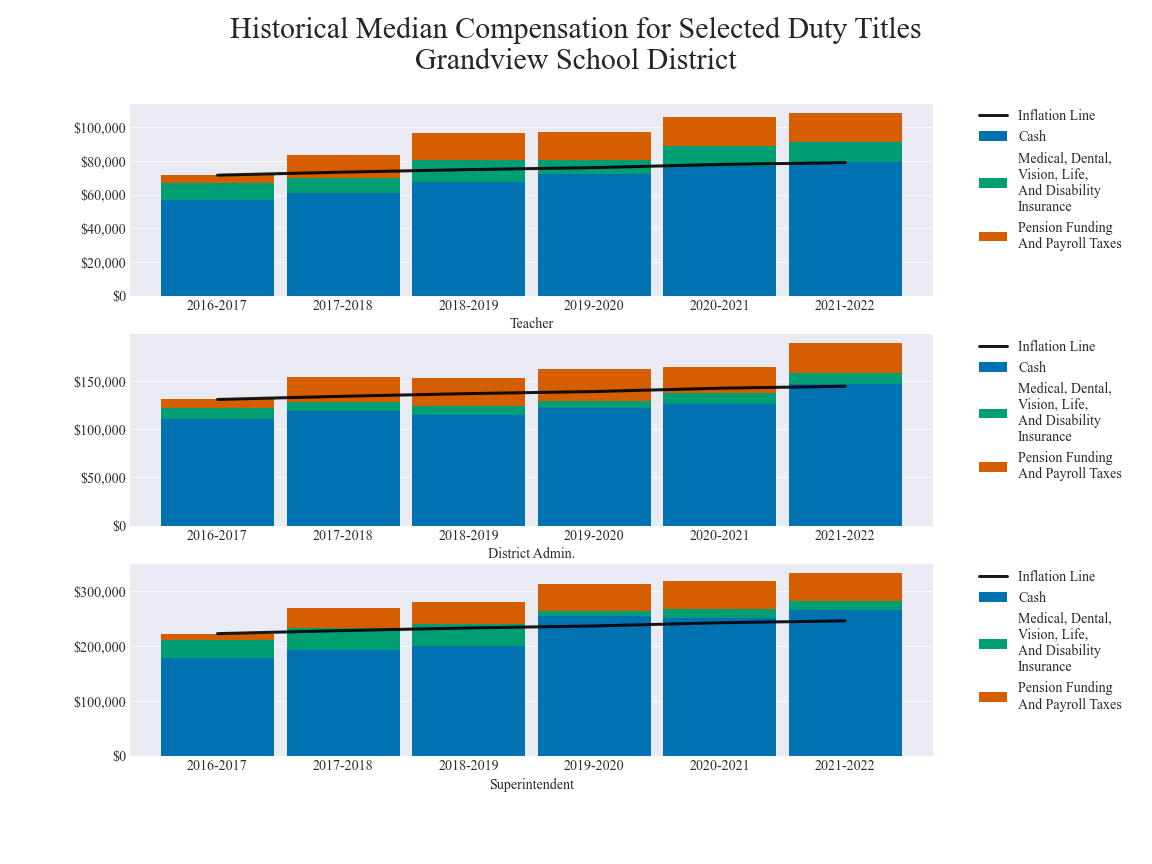 Historical Median Compensation for Selected Duty Titles
Grandview School District
$100,000
$80,000
$60,000
$40,000
$20,000
$0
2016-2017 2017-2018 2018-2019 2019-2020 2020-2021 2021-2022
Teacher
Inflation Line
Cash
Medical, Dental,
Vision, Life,
And Disability
Insurance
Pension Funding
And Payroll Taxes
$150,000
$100,000
$50,000
$0
2016-2017 2017-2018 2018-2019 2019-2020 2020-2021 2021-2022
District Admin.
Inflation Line
Cash
Medical, Dental,
Vision, Life,
And Disability
Insurance
Pension Funding
And Payroll Taxes
$300,000
$200,000
$100,000
$0
2016-2017 2017-2018 2018-2019 2019-2020 2020-2021 2021-2022
Superintendent
Inflation Line
Cash
Medical, Dental,
Vision, Life,
And Disability
Insurance
Pension Funding
And Payroll Taxes